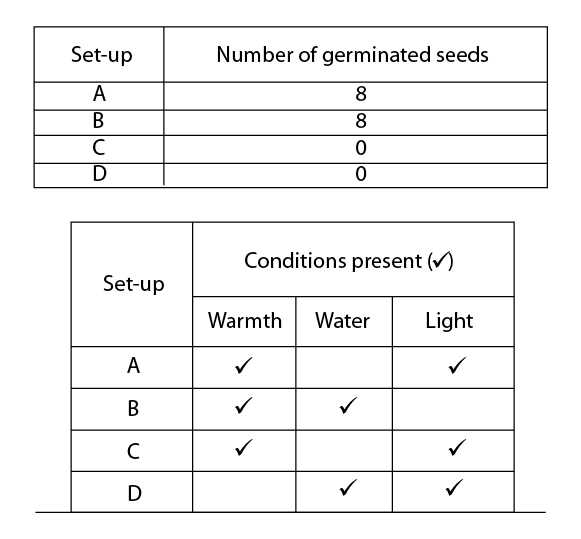 Set-up Number of germinated seeds
A 8
B 8
C 0
D 0
Set-up Conditions present (✓)
Warmth Water Light
A ✓ ✓
B ✓ ✓
C ✓ ✓
D ✓ ✓